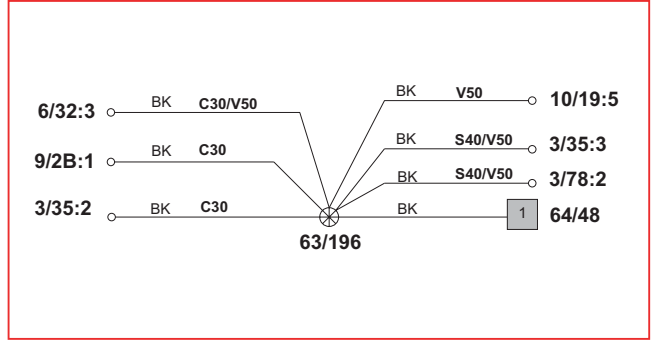 BK V50 10/19:5
6/32:3 BK C30/V50
BK S40/V50 3/35:3
9/2B:1 BK C30
BK S40/V50 3/78:2
3/35:2 BK C30 BK 1 64/48
63/196